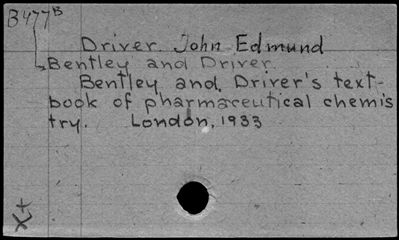 B477B
Driver. John Edmund
Bentley and Driver.
Bentley and Driver's text-
book of pharmaceutical chemis
try. London, 1933
X+